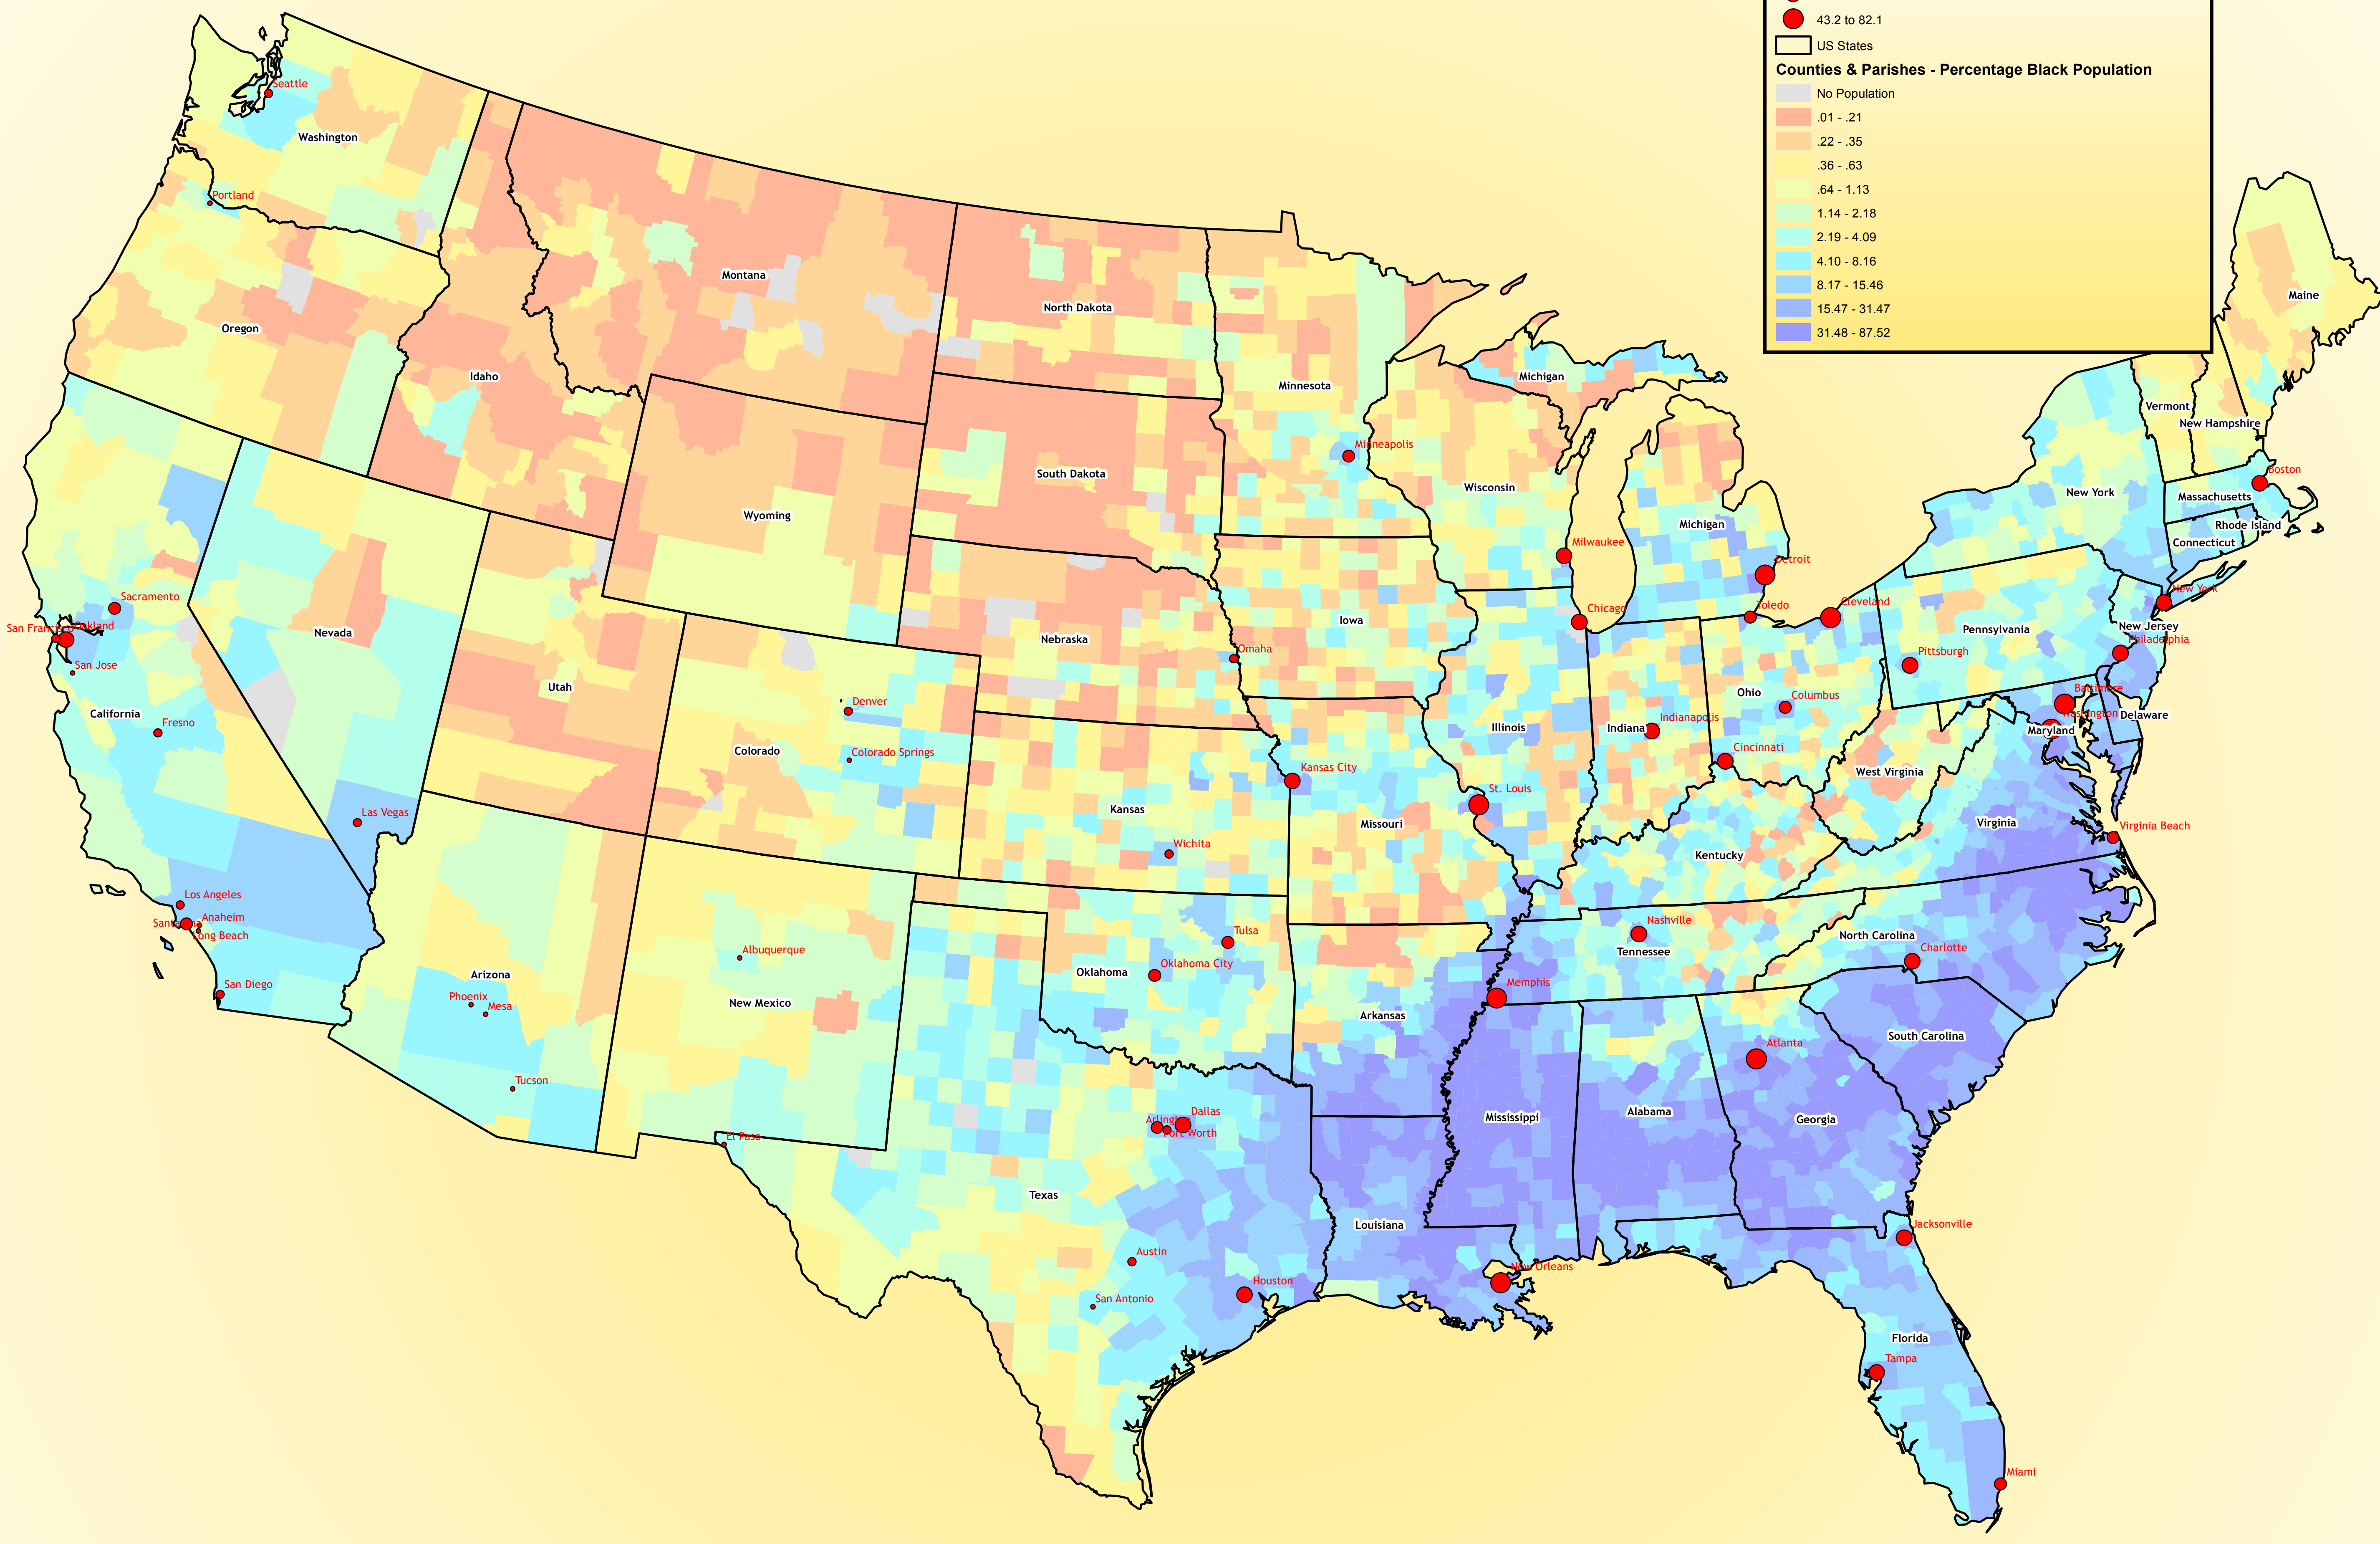 43.2 to 82.1
US States
Counties & Parishes - Percentage Black Population
No Population
.01 - .21
.22 - .35
.36 - .63
.64 - 1.13
1.14 - 2.18
2.19 - 4.09
4.10 - 8.16
8.17 - 15.46
15.47 - 31.47
31.48 - 87.52
Seattle
Washington
Portland
Montana
Maine
North Dakota
Oregon
Idaho
Michigan
Minnesota
Vermont
New Hampshire
Minneapolis
Boston
South Dakota
Wisconsin
New York
Massachusetts
Wyoming
Michigan
Rhode Island
Milwaukee
Connecticut
Detroit
New York
Sacramento
Chicago
Toledo
Cleveland
San Francisco
Oakland
Nevada
Iowa
Pennsylvania
New Jersey
Nebraska
Philadelphia
Omaha
San Jose
Pittsburgh
Utah
Ohio
Columbus
Baltimore
Denver
California
Washington
Delaware
Fresno
Indianapolis
Indiana
Illinois
Maryland
Colorado
Colorado Springs
Cincinnati
Kansas City
West Virginia
St. Louis
Las Vegas
Kansas
Missouri
Virginia
Virginia Beach
Wichita
Kentucky
Los Angeles
Anaheim
Santa Ana
Long Beach
Nashville
Tulsa
North Carolina
Charlotte
Albuquerque
Tennessee
Oklahoma City
Oklahoma
Arizona
San Diego
Memphis
Phoenix
New Mexico
Mesa
Arkansas
South Carolina
Atlanta
Tucson
Dallas
Arlington
Fort Worth
Mississippi
Alabama
Georgia
El Paso
Texas
Louisiana
Jacksonville
Austin
New Orleans
Houston
San Antonio
Florida
Tampa
Miami